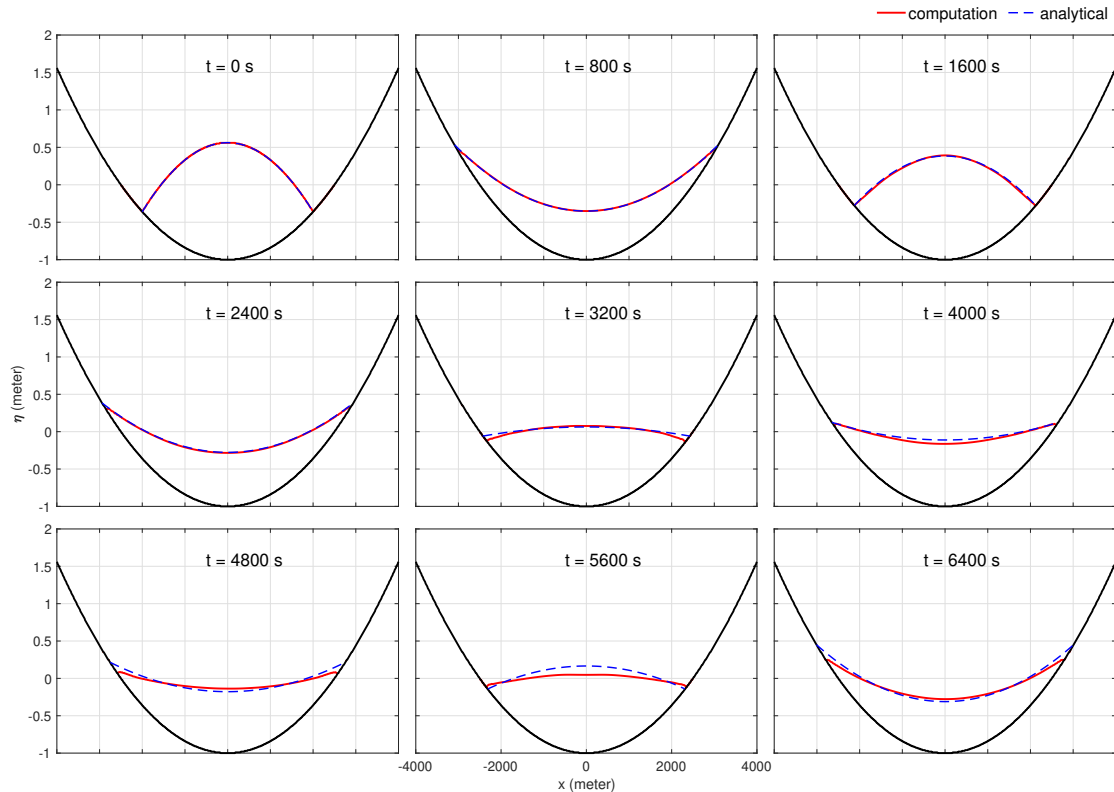 computation analytical
2
1.5
1
0.5
0
-0.5
-1
t = 0 s
t = 800 s
t = 1600 s
2
1.5
1
0.5
0
-0.5
-1
η (meter)
t = 2400 s
t = 3200 s
t = 4000 s
2
1.5
1
0.5
0
-0.5
-1
t = 4800 s
t = 5600 s
t = 6400 s
-4000 -2000 0 2000 4000
x (meter)